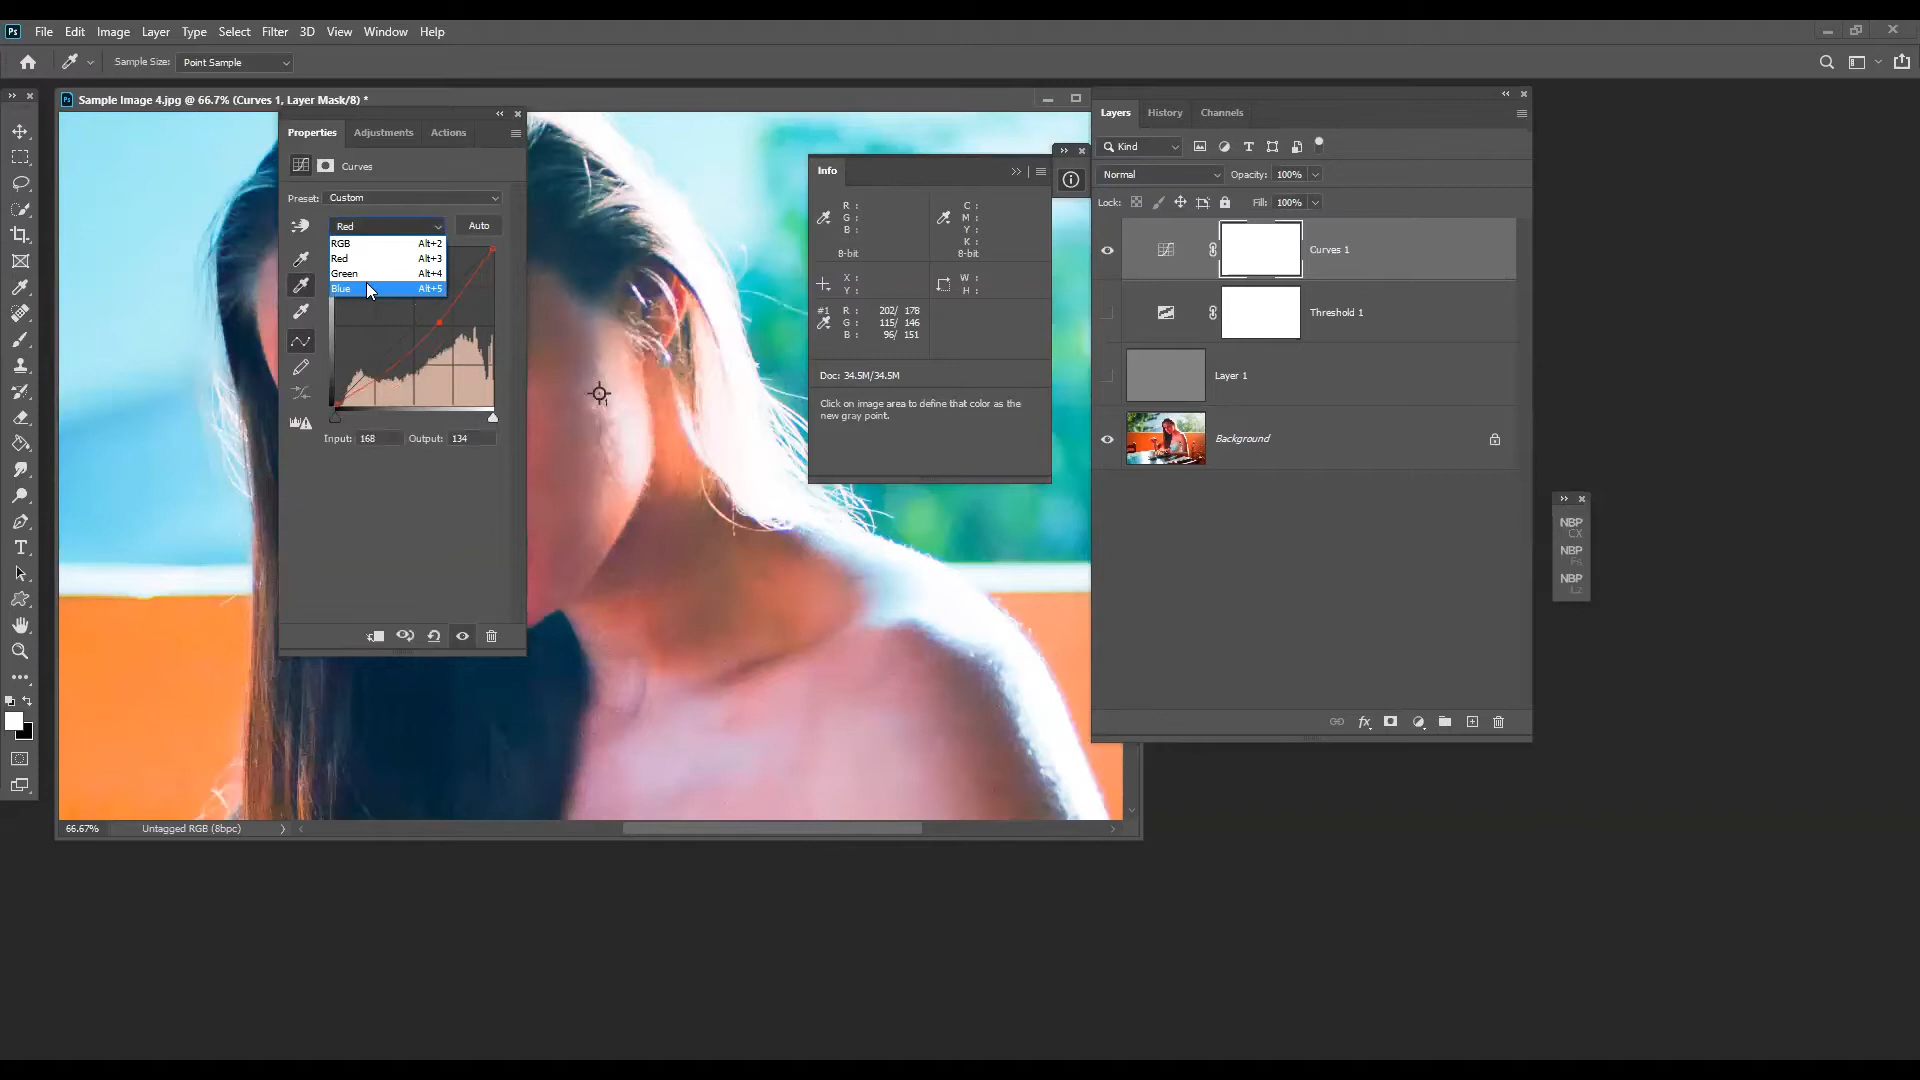 Ps File Edit Image Layer Type Select Filter 3D View Window Help
Sample Size: Point Sample
Ps Sample Image 4.jpg @ 66.7% (Curves 1, Layer Mask/8) *
Properties Adjustments Actions
Curves
Preset: Custom
Red Auto
RGB Alt+2
Red Alt+3
Green Alt+4
Blue Alt+5
Input: 168 Output: 134
1
Info
R :
G :
B :
8-bit
C :
M :
Y :
K :
8-bit
X :
Y :
W :
H :
#1 R : 202/ 178
G : 115/ 146
B : 96/ 151
Doc: 34.5M/34.5M
Click on image area to define that color as the
new gray point.
Layers History Channels
Kind
Normal Opacity: 100%
Lock: Fill: 100%
Curves 1
Threshold 1
Layer 1
Background
NBP
CX
NBP
NBP
66.67% Untagged RGB (8bpc)